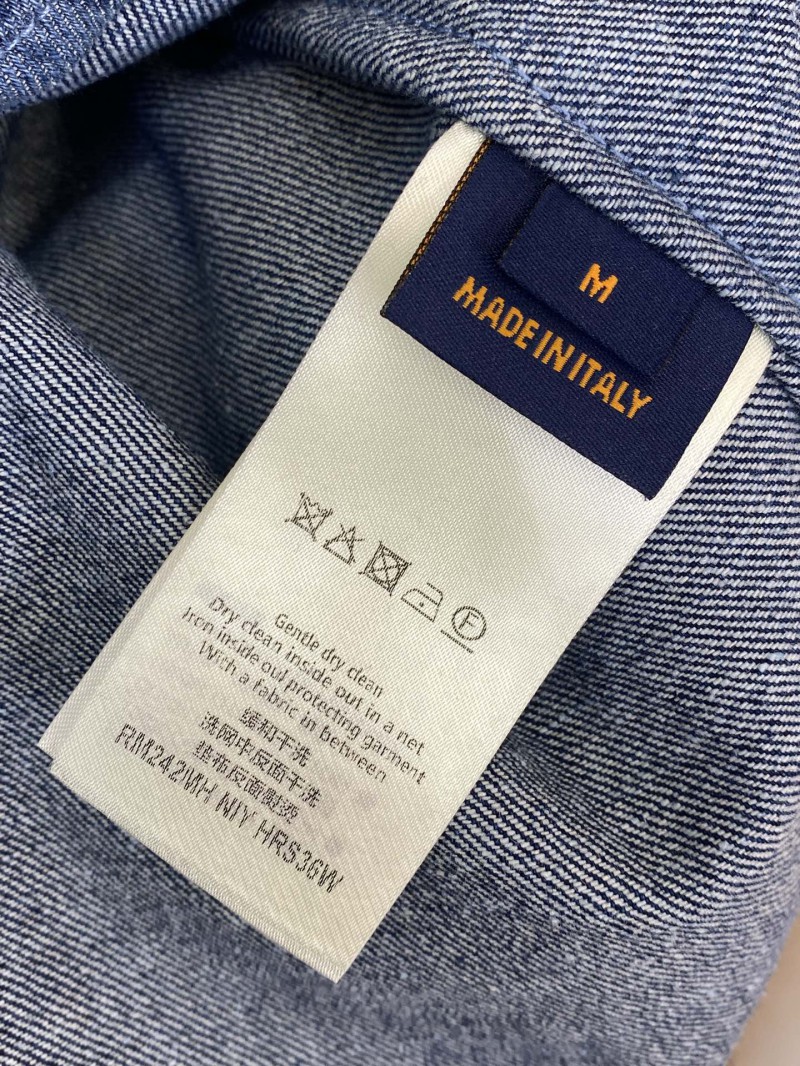 M
MADE IN ITALY
F
Gentle dry clean
Dry clean inside out in a net
Iron inside out protecting garment
With a fabric in between
缓和干洗
洗网中反面干洗
垫布反面熨烫
RM242MH NIY HRS36W